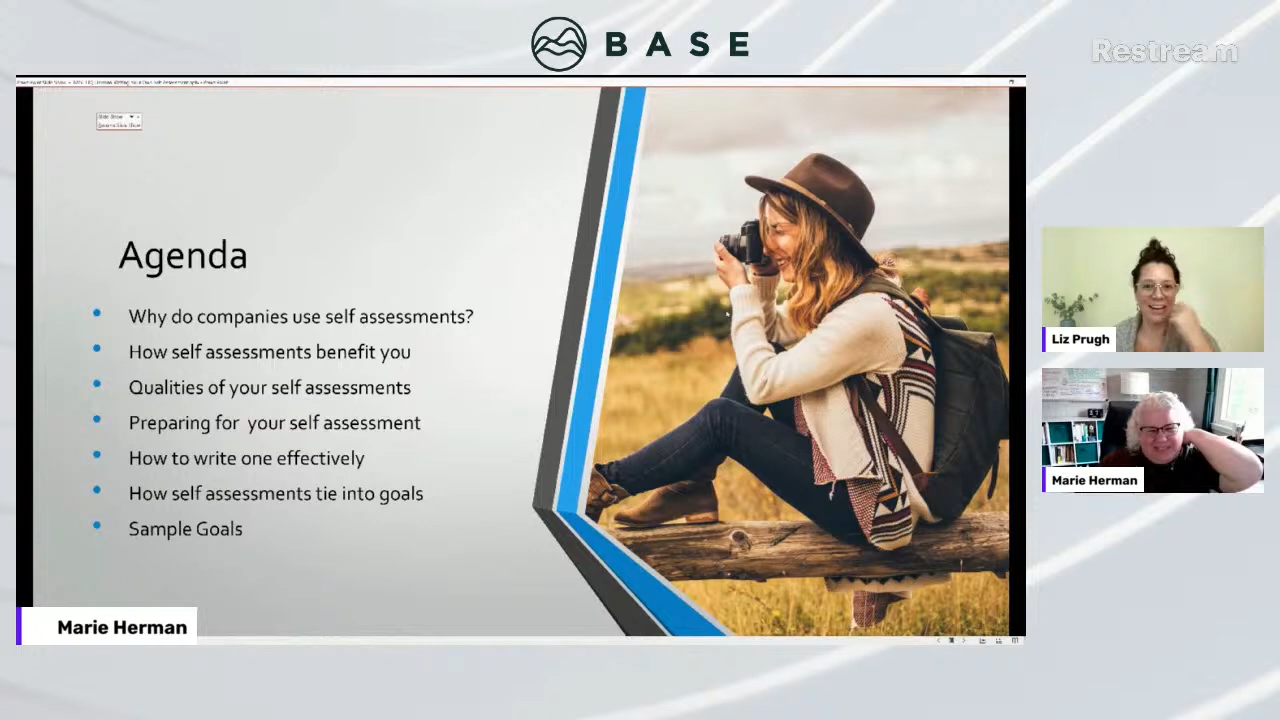 BASE
Restream
Agenda
Why do companies use self assessments?
How self assessments benefit you
Qualities of your self assessments
Preparing for your self assessment
How to write one effectively
How self assessments tie into goals
Sample Goals
Liz Prugh
Marie Herman
Marie Herman